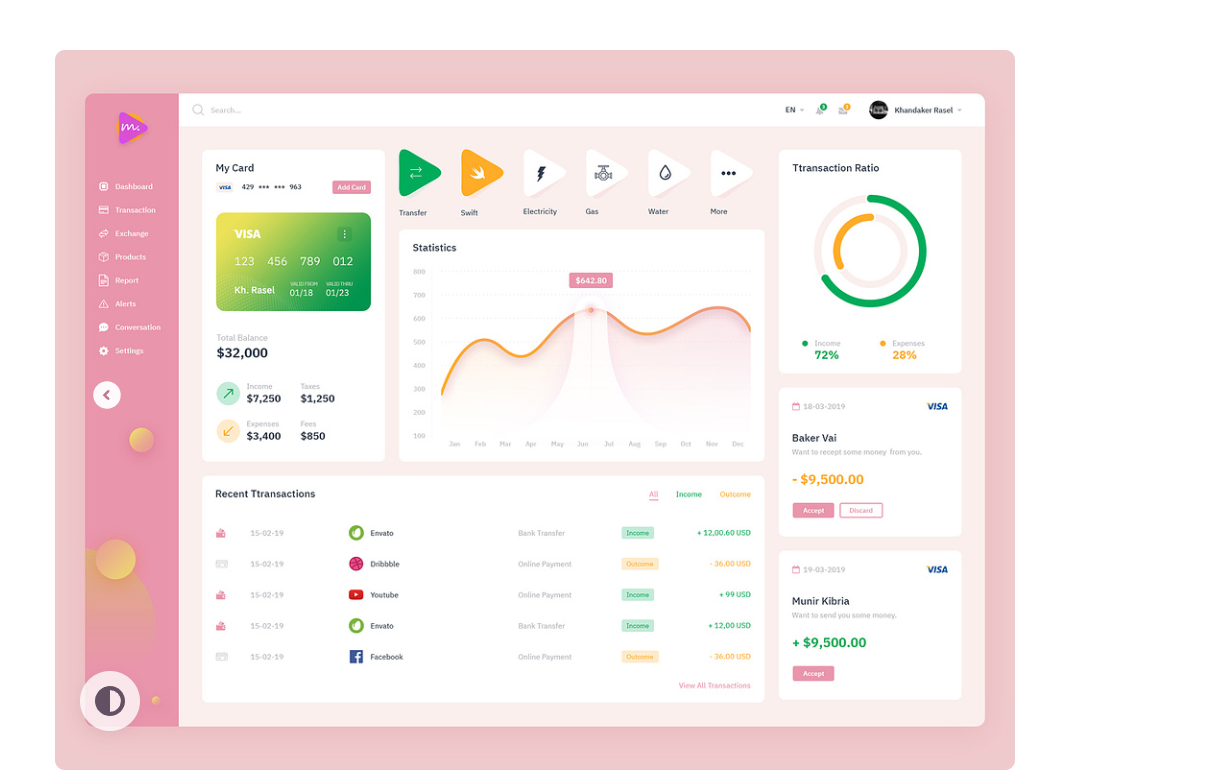 m.
Search...
EN
Khandaker Rasel
Dashboard
Transaction
Exchange
Products
Report
Alerts
Conversation
Settings
My Card
VISA 429 *** *** 963 Add Card
VISA
123 456 789 012
Kh. Rasel
VALID FROM
01/18
VALID THRU
01/23
Total Balance
$32,000
Income
$7,250
Taxes
$1,250
Expenses
$3,400
Fees
$850
Transfer
Swift
Electricity
Gas
Water
More
Statistics
$642.80
800
700
600
500
400
300
200
100
Jan Feb Mar Apr May Jun Jul Aug Sep Oct Nov Dec
Ttransaction Ratio
Income
72%
Expenses
28%
18-03-2019 VISA
Baker Vai
Want to recept some money from you.
- $9,500.00
Accept Discard
19-03-2019 VISA
Munir Kibria
Want to send you some money.
+ $9,500.00
Accept
Recent Ttransactions All Income Outcome
15-02-19 Envato Bank Transfer Income + 12,00,60 USD
15-02-19 Dribbble Online Payment Outcome - 36,00 USD
15-02-19 Youtube Online Payment Income + 99 USD
15-02-19 Envato Bank Transfer Income + 12,00 USD
15-02-19 Facebook Online Payment Outcome - 36.00 USD
View All Transactions